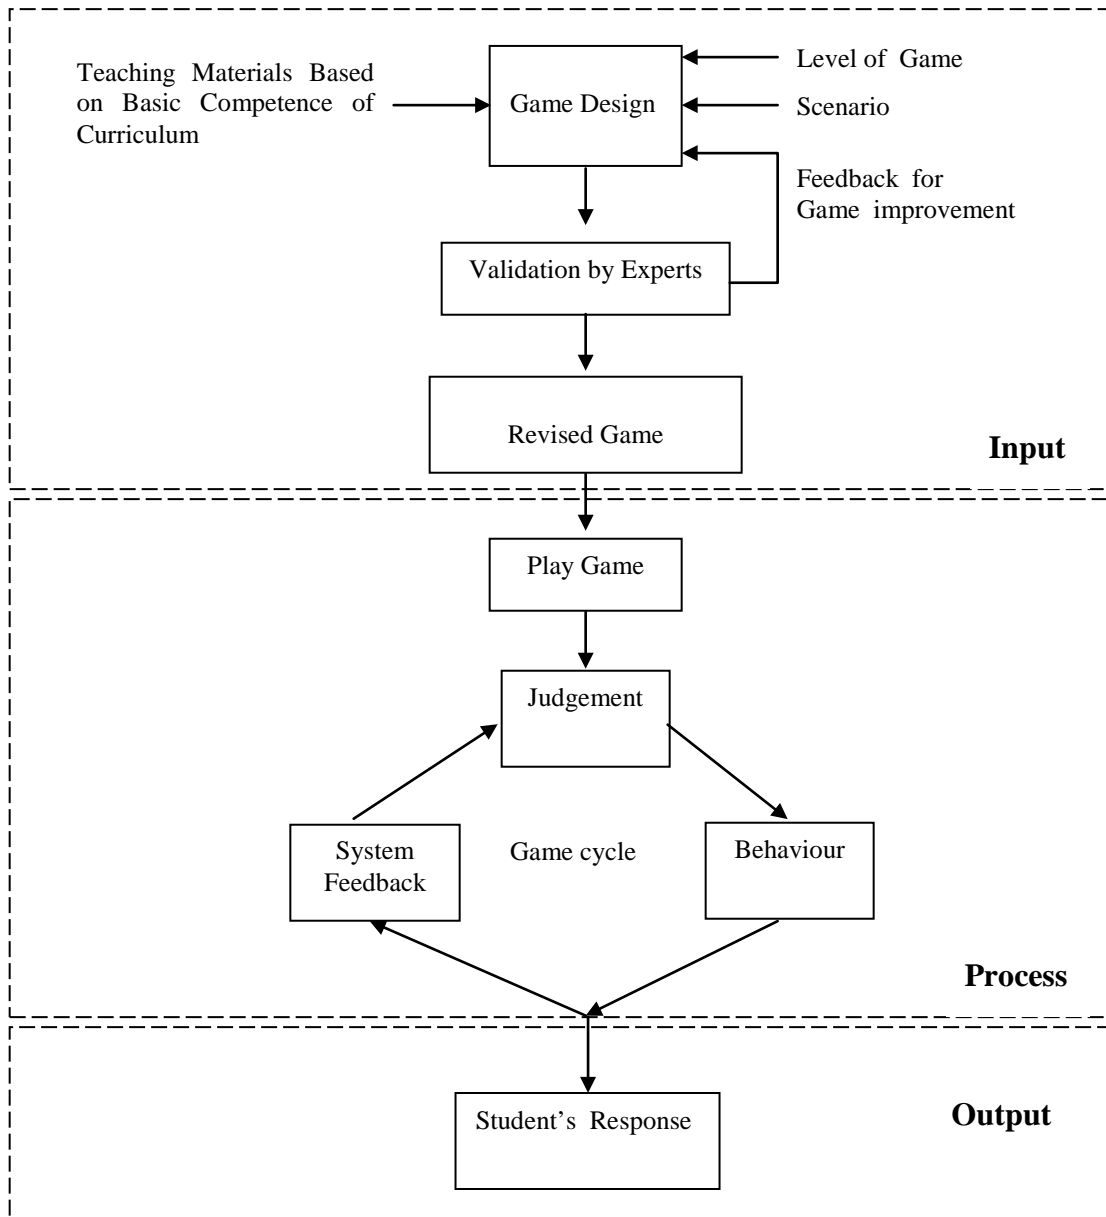 Teaching Materials Based
on Basic Competence of
Curriculum
Game Design
Level of Game
Scenario
Feedback for
Game improvement
Validation by Experts
Revised Game
Input
Play Game
Judgement
System
Feedback
Game cycle
Behaviour
Process
Student’s Response
Output